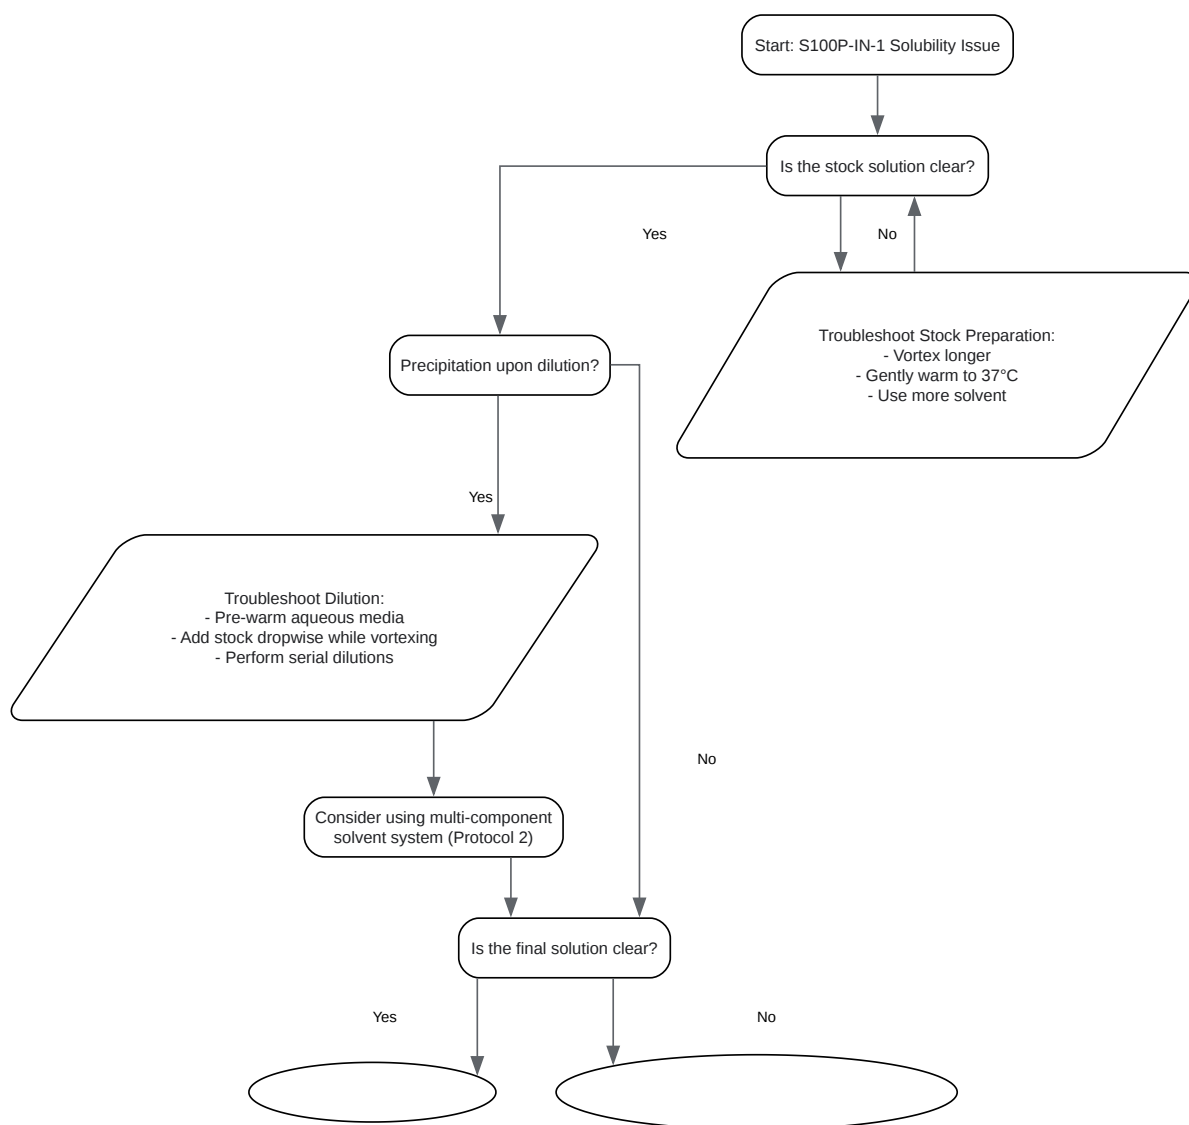 Start: S100P-IN-1 Solubility Issue
Is the stock solution clear?
Yes
No
Troubleshoot Stock Preparation:
- Vortex longer
- Gently warm to 37°C
- Use more solvent
Precipitation upon dilution?
Yes
Troubleshoot Dilution:
- Pre-warm aqueous media
- Add stock dropwise while vortexing
- Perform serial dilutions
No
Consider using multi-component
solvent system (Protocol 2)
Is the final solution clear?
Yes
No